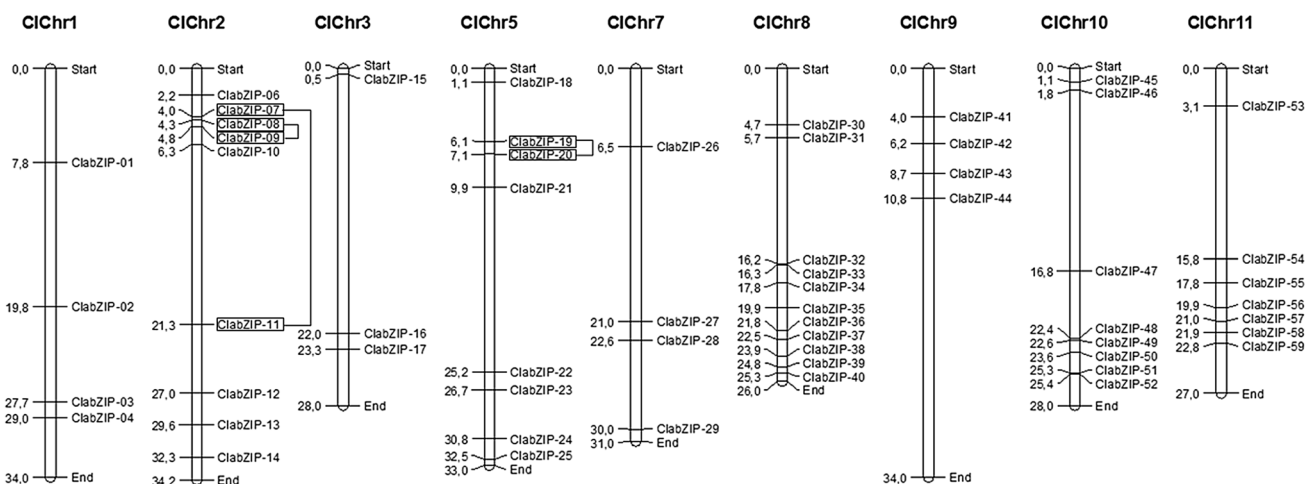 ClChr1
0,0 Start
7,8 ClabZIP-01
19,8 ClabZIP-02
27,7 ClabZIP-03
29,0 ClabZIP-04
34,0 End
ClChr2
0,0 Start
2,2 ClabZIP-06
4,0 ClabZIP-07
4,3 ClabZIP-08
4,8 ClabZIP-09
6,3 ClabZIP-10
21,3 ClabZIP-11
27,0 ClabZIP-12
29,6 ClabZIP-13
32,3 ClabZIP-14
34,2 End
ClChr3
0,0 Start
0,5 ClabZIP-15
22,0 ClabZIP-16
23,3 ClabZIP-17
28,0 End
ClChr5
0,0 Start
1,1 ClabZIP-18
6,1 ClabZIP-19
7,1 ClabZIP-20
9,9 ClabZIP-21
25,2 ClabZIP-22
26,7 ClabZIP-23
30,8 ClabZIP-24
32,5 ClabZIP-25
33,0 End
ClChr7
0,0 Start
6,5 ClabZIP-26
21,0 ClabZIP-27
22,6 ClabZIP-28
30,0 ClabZIP-29
31,0 End
ClChr8
0,0 Start
4,7 ClabZIP-30
5,7 ClabZIP-31
16,2 ClabZIP-32
16,3 ClabZIP-33
17,8 ClabZIP-34
19,9 ClabZIP-35
21,8 ClabZIP-36
22,5 ClabZIP-37
23,9 ClabZIP-38
24,8 ClabZIP-39
25,3 ClabZIP-40
26,0 End
ClChr9
0,0 Start
4,0 ClabZIP-41
6,2 ClabZIP-42
8,7 ClabZIP-43
10,8 ClabZIP-44
34,0 End
ClChr10
0,0 Start
1,1 ClabZIP-45
1,8 ClabZIP-46
16,8 ClabZIP-47
22,4 ClabZIP-48
22,6 ClabZIP-49
23,6 ClabZIP-50
25,3 ClabZIP-51
25,4 ClabZIP-52
28,0 End
ClChr11
0,0 Start
3,1 ClabZIP-53
15,8 ClabZIP-54
17,8 ClabZIP-55
19,9 ClabZIP-56
21,0 ClabZIP-57
21,9 ClabZIP-58
22,8 ClabZIP-59
27,0 End